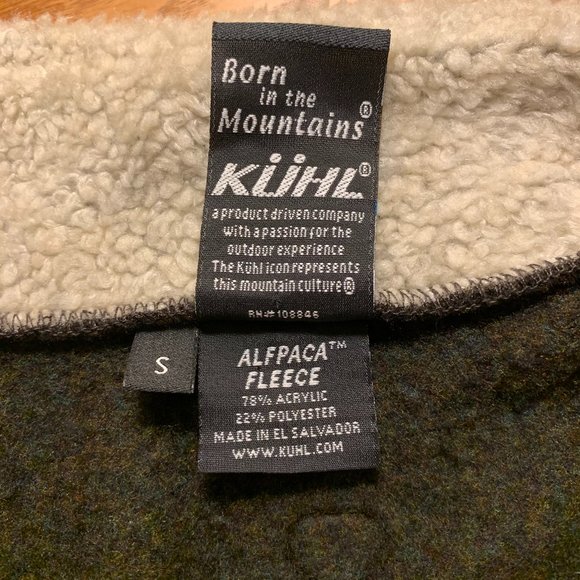 Born
in the
Mountains®
KÜHL®
a product driven company
with a passion for the
outdoor experience
The Kühl icon represents
this mountain culture®
RH# 108846
S
ALFPACA™
FLEECE
78% ACRYLIC
22% POLYESTER
MADE IN EL SALVADOR
WWW.KUHL.COM